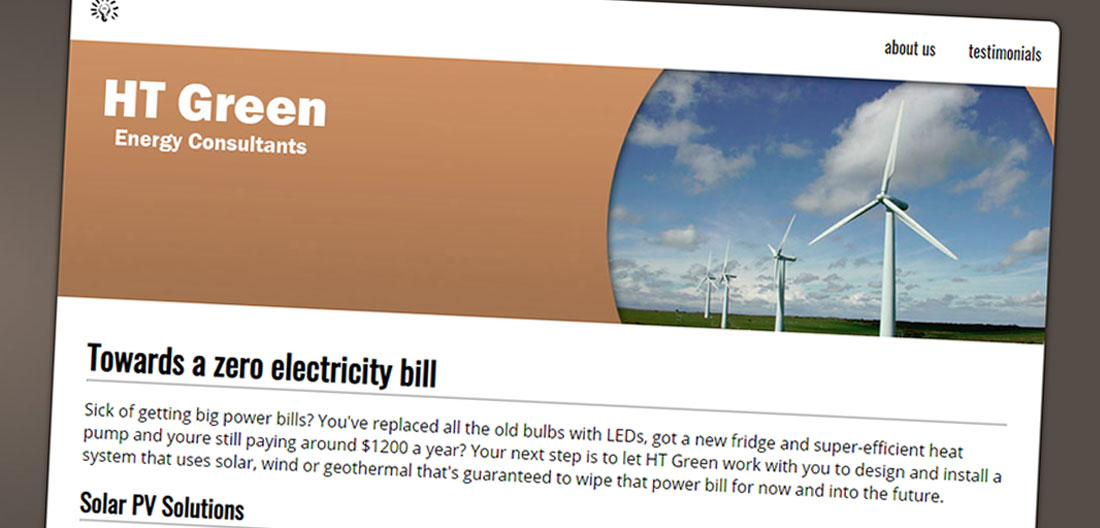 about us testimonials
HT Green
Energy Consultants
Towards a zero electricity bill
Sick of getting big power bills? You've replaced all the old bulbs with LEDs, got a new fridge and super-efficient heat
pump and youre still paying around $1200 a year? Your next step is to let HT Green work with you to design and install a
system that uses solar, wind or geothermal that's guaranteed to wipe that power bill for now and into the future.
Solar PV Solutions